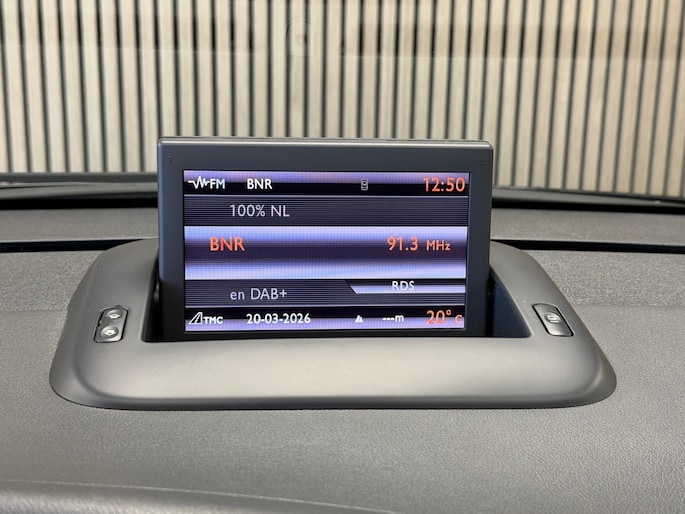 FM BNR 12:50
100% NL
BNR 91.3 MHz
en DAB+ RDS
TMC 20-03-2026 ---m 20° C